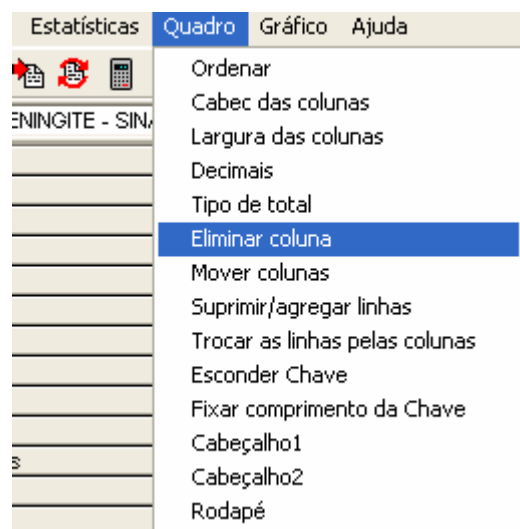 Estatísticas Quadro Gráfico Ajuda
Ordenar
ENINGITE - SINA
Cabec das colunas
Largura das colunas
Decimais
Tipo de total
Eliminar coluna
Mover colunas
Suprimir/agregar linhas
Trocar as linhas pelas colunas
Esconder Chave
Fixar comprimento da Chave
Cabeçalho1
s
Cabeçalho2
Rodapé